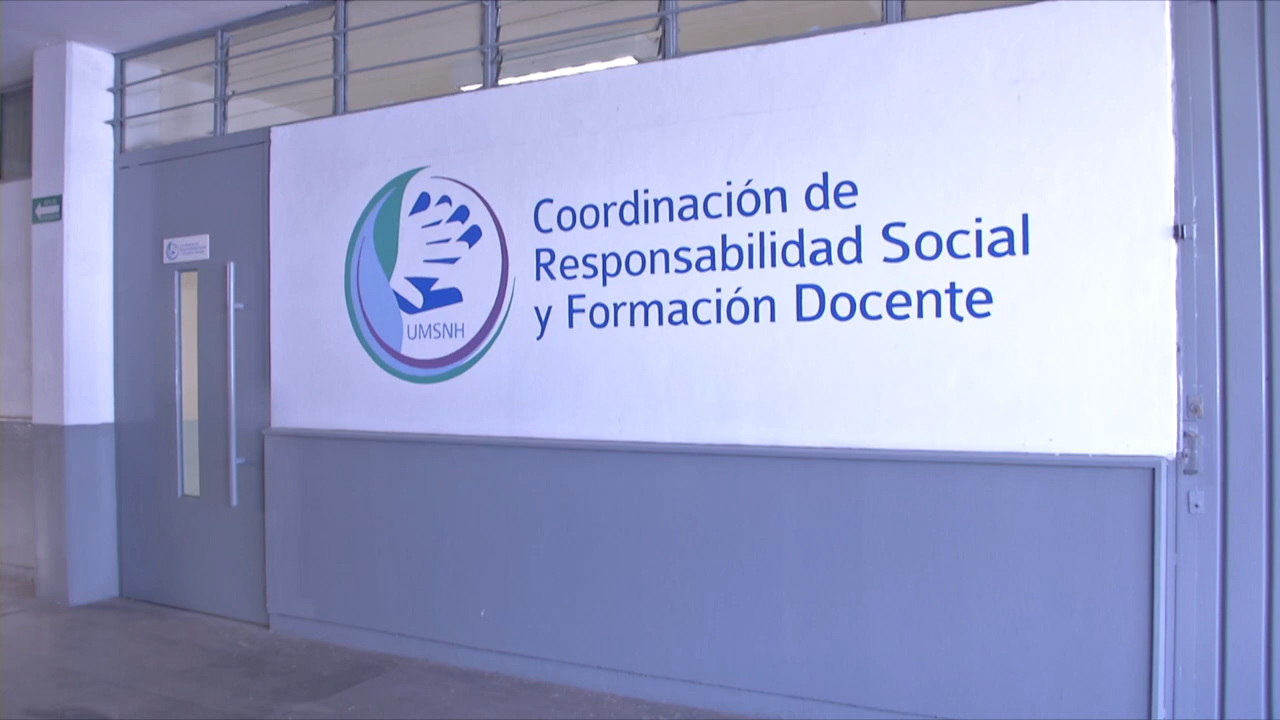 Coordinación de
Responsabilidad Social
y Formación Docente
UMSNH